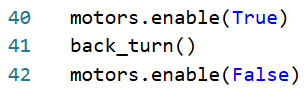 40 motors.enable(True)
41 back_turn()
42 motors.enable(False)